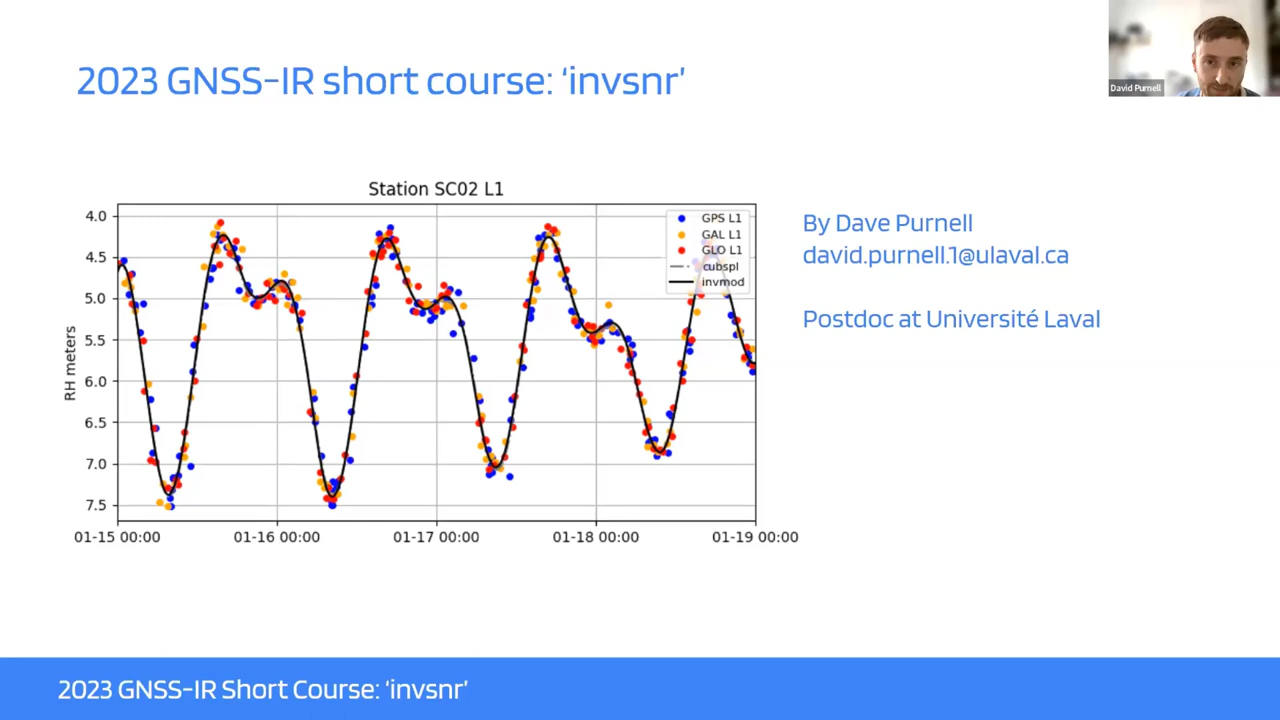 2023 GNSS-IR short course: ‘invsnr’
David Purnell
Station SC02 L1
GPS L1
GAL L1
GLO L1
cubspl
invmod
RH meters
4.0
4.5
5.0
5.5
6.0
6.5
7.0
7.5
01-15 00:00
01-16 00:00
01-17 00:00
01-18 00:00
01-19 00:00
By Dave Purnell
david.purnell.1@ulaval.ca
Postdoc at Université Laval
2023 GNSS-IR Short Course: ‘invsnr’